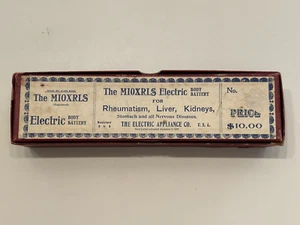 The MIOXRLS
Electric BODY BATTERY
The MIOXRLS Electric BODY BATTERY
FOR
Rheumatism, Liver, Kidneys,
Stomach and all Nervous Diseases.
THE ELECTRIC APPLIANCE CO. U.S.A.
No.
PRICE
$10.00